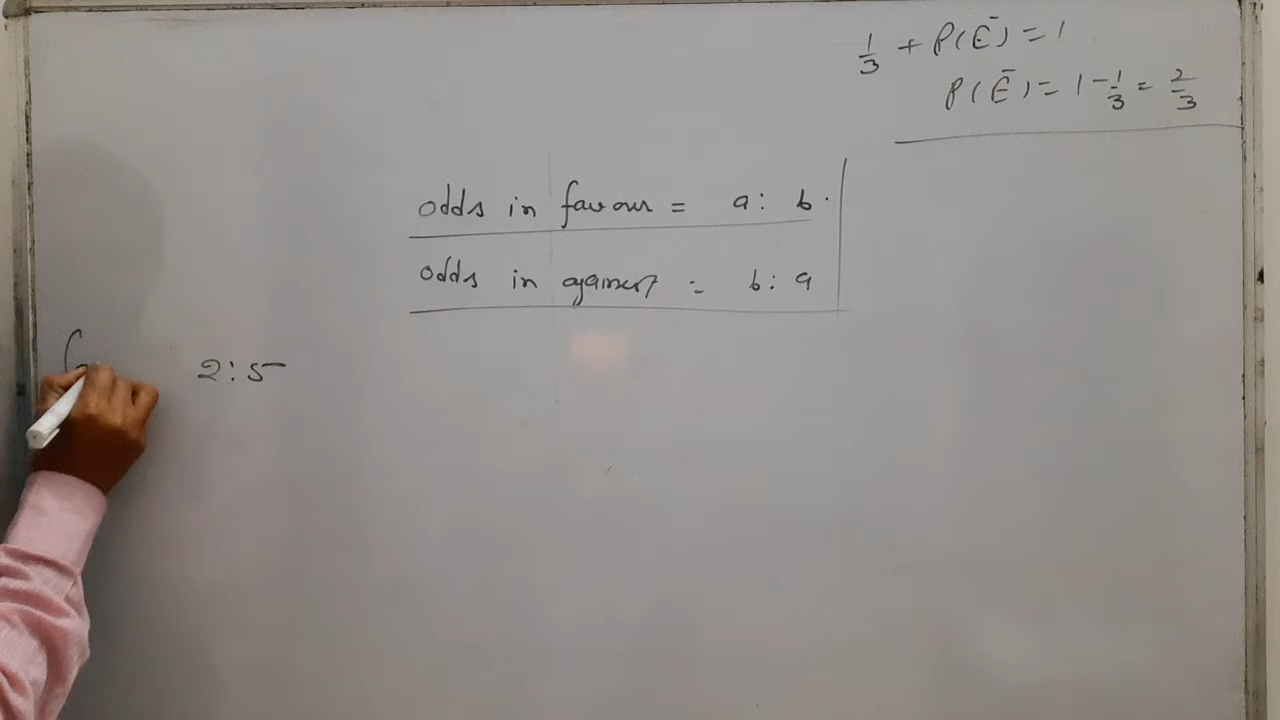 1/3 + P(Ē) = 1
P(Ē) = 1 - 1/3 = 2/3
odds in favour = a : b.
odds in against = b : a
2 : 5